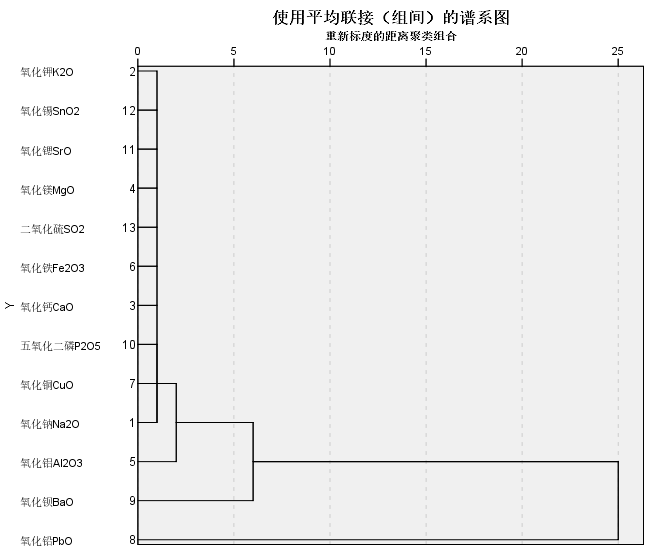 使用平均联接（组间）的谱系图
重新标度的距离聚类组合
0 5 10 15 20 25
氧化钾K2O 2
氧化锡SnO2 12
氧化锶SrO 11
氧化镁MgO 4
二氧化硫SO2 13
氧化铁Fe2O3 6
Y
氧化钙CaO 3
五氧化二磷P2O5 10
氧化铜CuO 7
氧化钠Na2O 1
氧化铝Al2O3 5
氧化钡BaO 9
氧化铅PbO 8